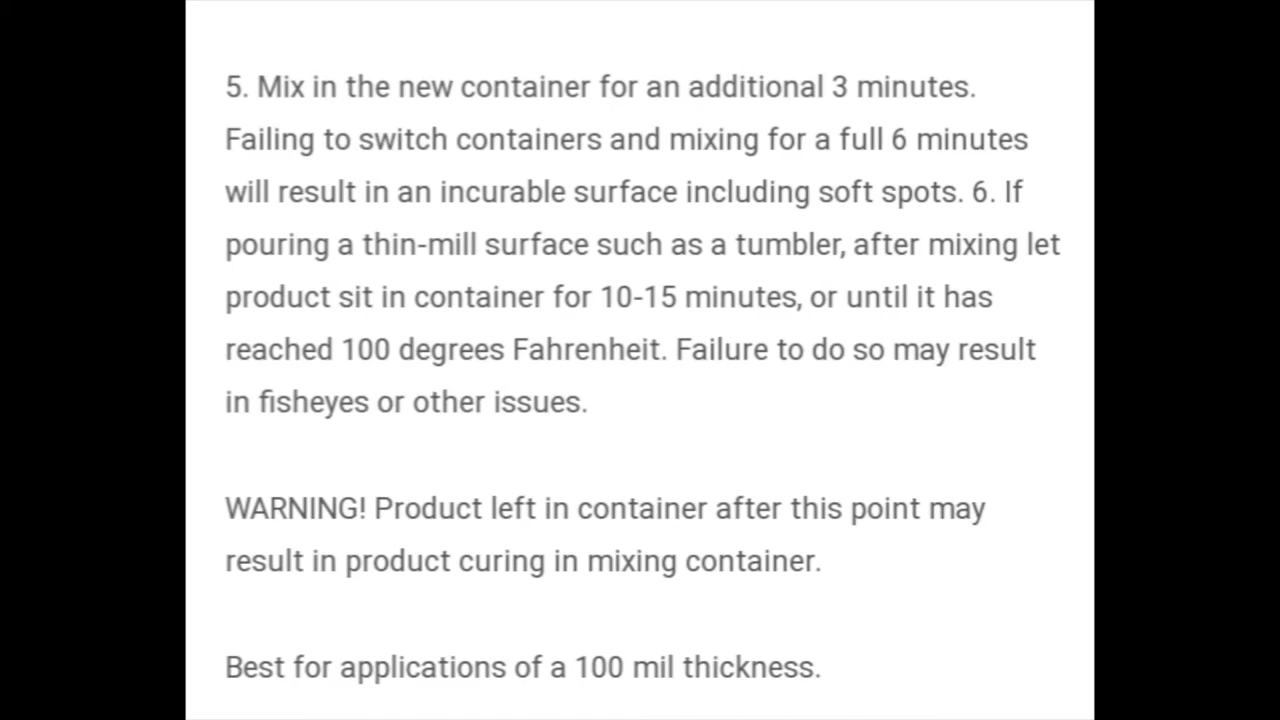 5. Mix in the new container for an additional 3 minutes.
Failing to switch containers and mixing for a full 6 minutes
will result in an incurable surface including soft spots. 6. If
pouring a thin-mill surface such as a tumbler, after mixing let
product sit in container for 10-15 minutes, or until it has
reached 100 degrees Fahrenheit. Failure to do so may result
in fisheyes or other issues.
WARNING! Product left in container after this point may
result in product curing in mixing container.
Best for applications of a 100 mil thickness.